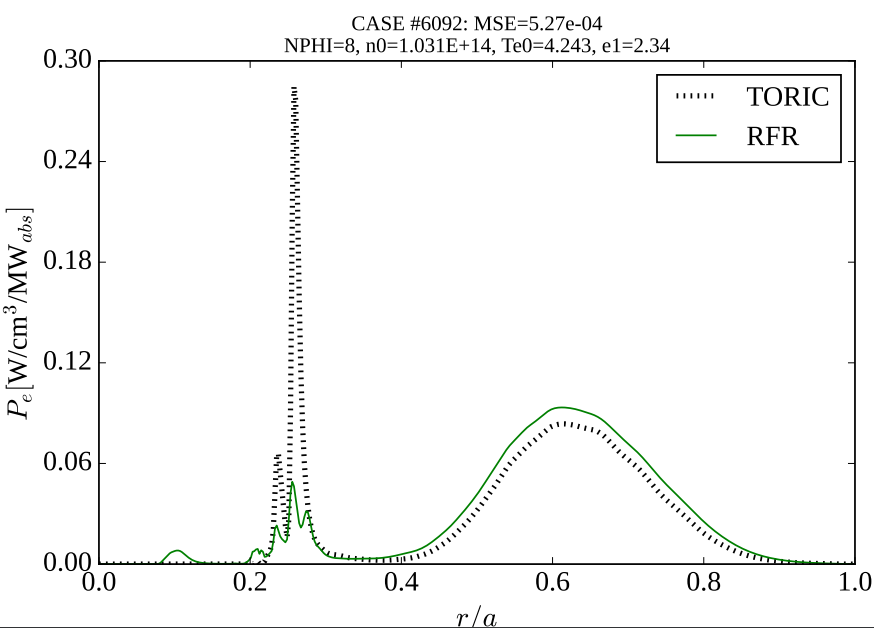 CASE #6092: MSE=5.27e-04
NPHI=8, n0=1.031E+14, Te0=4.243, e1=2.34
TORIC
RFR
P_e[W/cm^3/MW_abs]
0.30
0.24
0.18
0.12
0.06
0.00
0.0 0.2 0.4 0.6 0.8 1.0
r/a